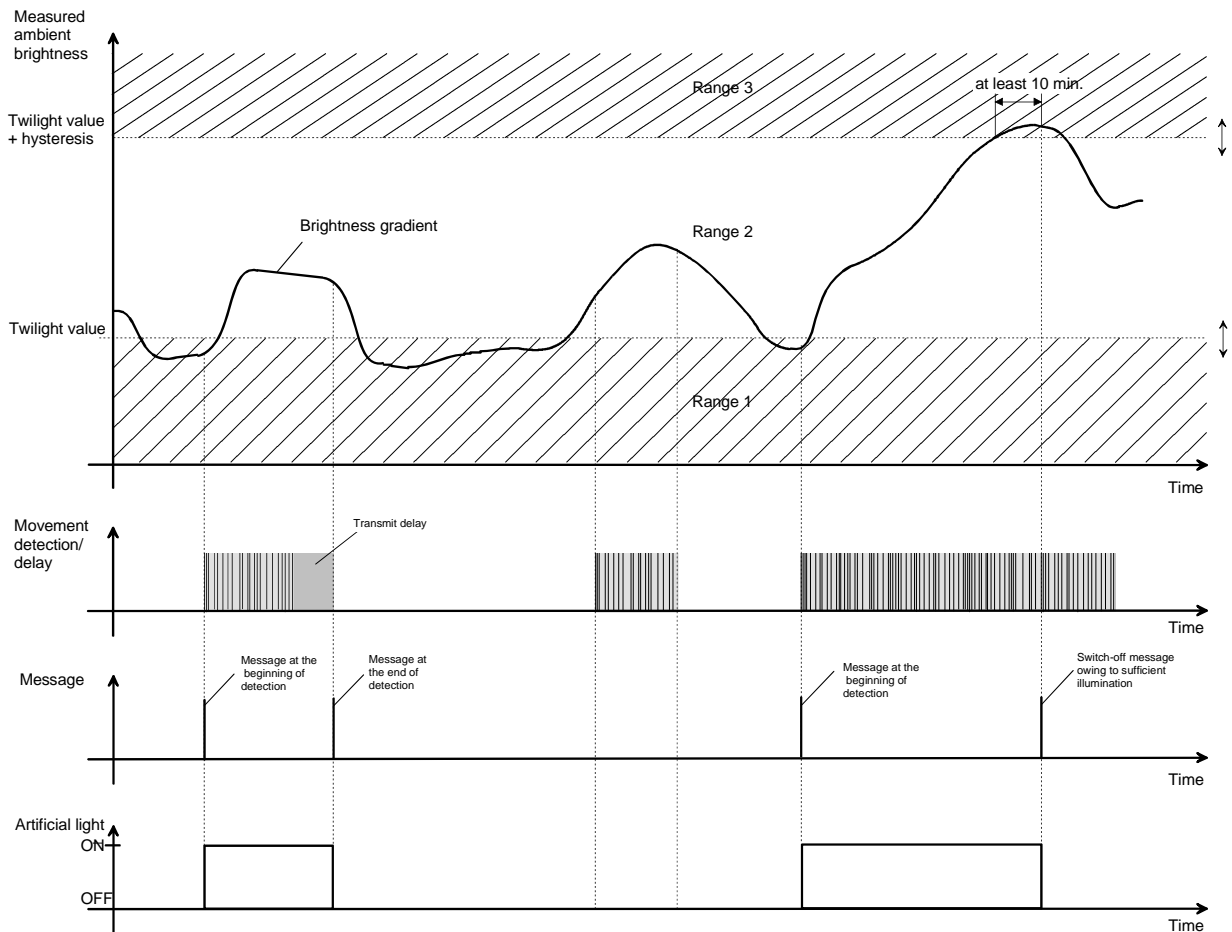 Measured
ambient
brightness
Range 3
at least 10 min.
Twilight value
+ hysteresis
Brightness gradient
Range 2
Twilight value
Range 1
Time
Movement
detection/
delay
Transmit delay
Time
Message
Message at the
beginning of
detection
Message at
the end of
detection
Message at the
beginning of
detection
Switch-off message
owing to sufficient
illumination
Time
Artificial light
ON
OFF
Time